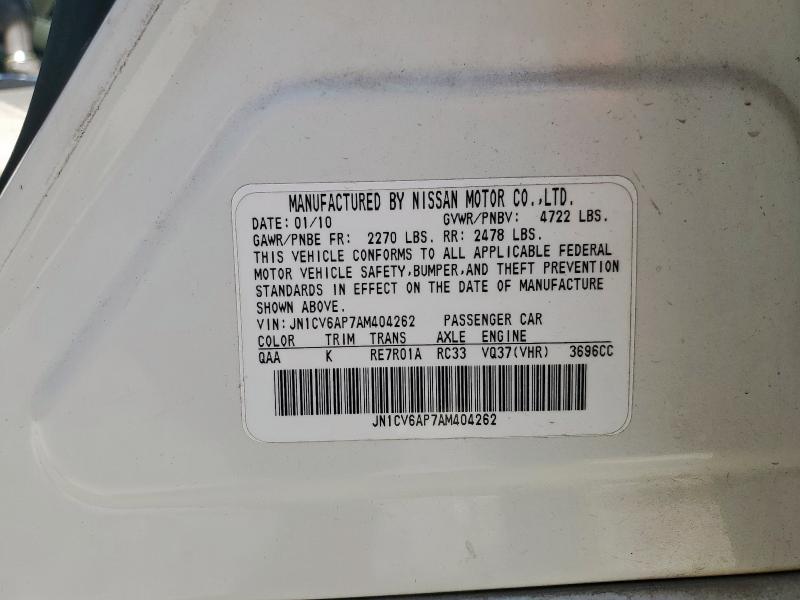 MANUFACTURED BY NISSAN MOTOR CO.,LTD.
DATE: 01/10 GVWR/PNBV: 4722 LBS.
GAWR/PNBE FR: 2270 LBS. RR: 2478 LBS.
THIS VEHICLE CONFORMS TO ALL APPLICABLE FEDERAL
MOTOR VEHICLE SAFETY,BUMPER,AND THEFT PREVENTION
STANDARDS IN EFFECT ON THE DATE OF MANUFACTURE
SHOWN ABOVE.
VIN: JN1CV6AP7AM404262 PASSENGER CAR
COLOR TRIM TRANS AXLE ENGINE
QAA K RE7R01A RC33 VQ37(VHR) 3696CC
JN1CV6AP7AM404262